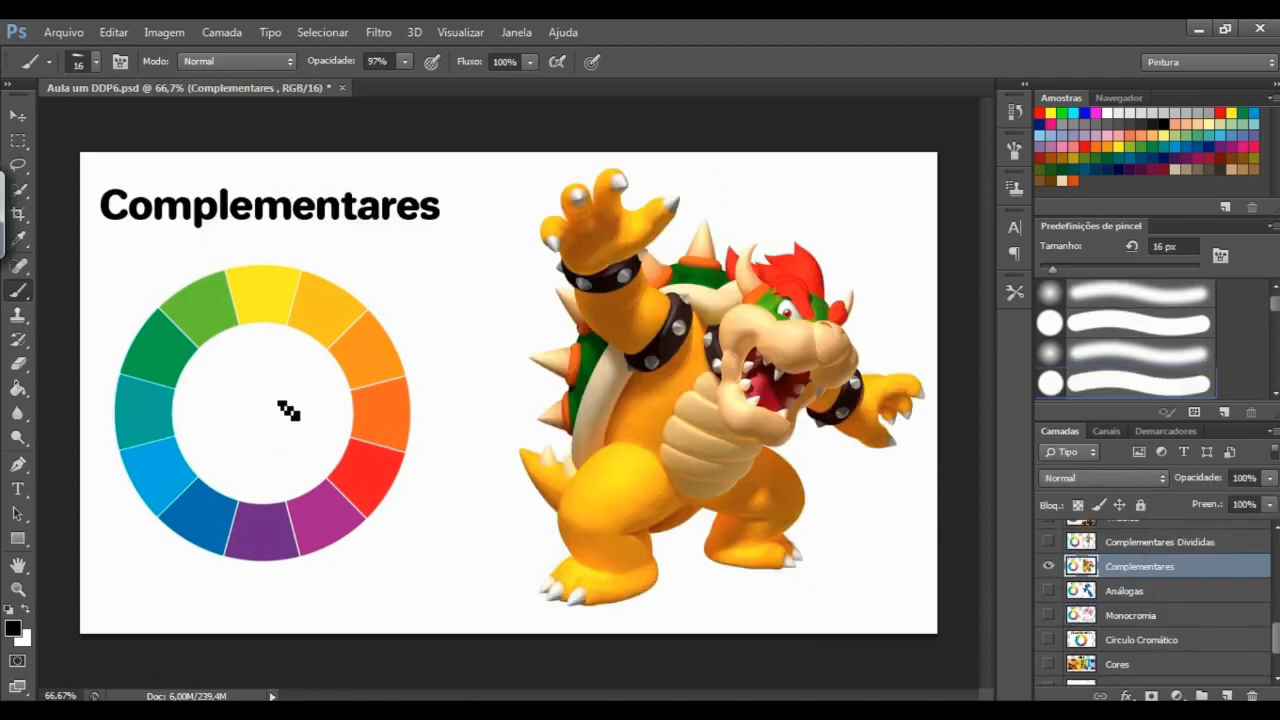 Ps Arquivo Editar Imagem Camada Tipo Selecionar Filtro 3D Visualizar Janela Ajuda
16 Modo: Normal Opacidade: 97% Fluxo: 100% Pintura
Aula um DDP6.psd @ 66,7% (Complementares , RGB/16) * ×
Amostras Navegador
Complementares
Predefinições de pincel
Tamanho: 16 px
Camadas Canais Demarcadores
Tipo
Normal Opacidade: 100%
Bloq.: Preen.: 100%
Complementares Divididas
Complementares
Análogas
Monocromia
Círculo Cromático
Cores
66,67% Doc: 6,00M/239,4M